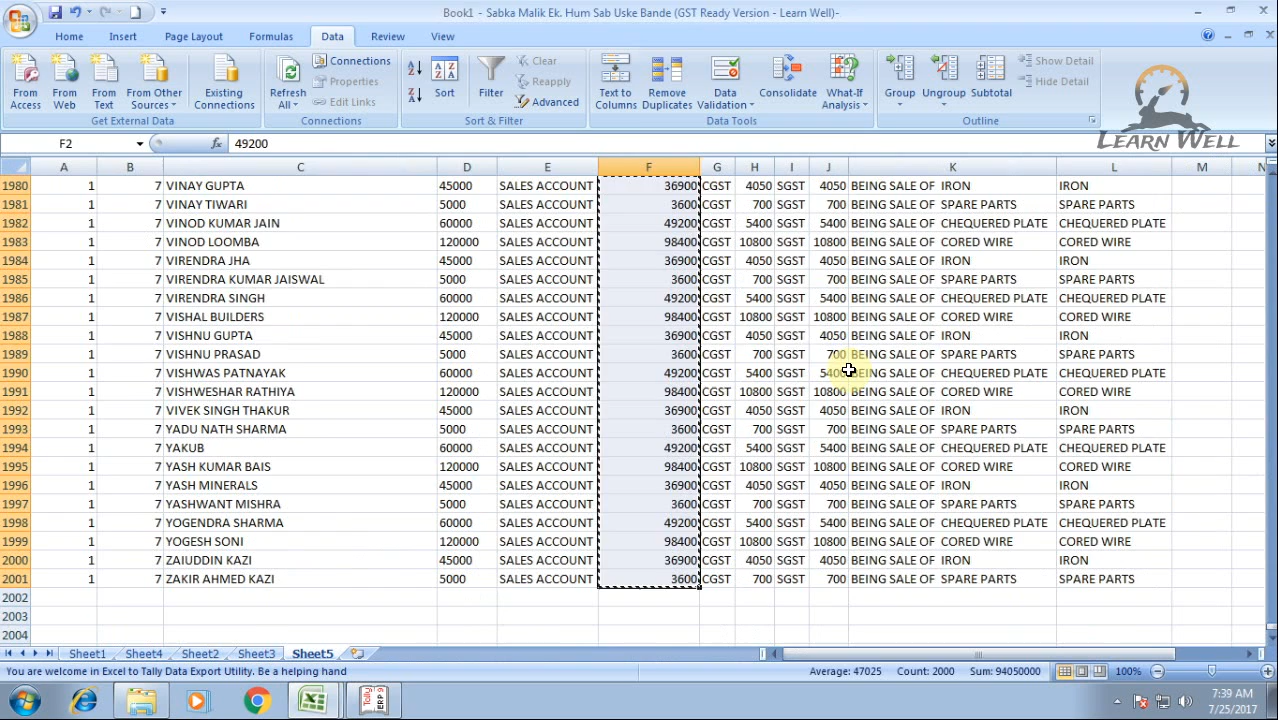 Book1 - Sabka Malik Ek. Hum Sab Uske Bande (GST Ready Version - Learn Well)-
Home Insert Page Layout Formulas Data Review View
From Access From Web From Text From Other Sources Existing Connections Refresh All Connections Properties Edit Links Sort Filter Clear Reapply Advanced Text to Columns Remove Duplicates Data Validation Consolidate What-If Analysis Group Ungroup Subtotal Show Detail Hide Detail
Get External Data Connections Sort & Filter Data Tools Outline
LEARN WELL
F2 fx 49200
A B C D E F G H I J K L M N
1980 1 7 VINAY GUPTA 45000 SALES ACCOUNT 36900 CGST 4050 SGST 4050 BEING SALE OF IRON IRON
1981 1 7 VINAY TIWARI 5000 SALES ACCOUNT 3600 CGST 700 SGST 700 BEING SALE OF SPARE PARTS SPARE PARTS
1982 1 7 VINOD KUMAR JAIN 60000 SALES ACCOUNT 49200 CGST 5400 SGST 5400 BEING SALE OF CHEQUERED PLATE CHEQUERED PLATE
1983 1 7 VINOD LOOMBA 120000 SALES ACCOUNT 98400 CGST 10800 SGST 10800 BEING SALE OF CORED WIRE CORED WIRE
1984 1 7 VIRENDRA JHA 45000 SALES ACCOUNT 36900 CGST 4050 SGST 4050 BEING SALE OF IRON IRON
1985 1 7 VIRENDRA KUMAR JAISWAL 5000 SALES ACCOUNT 3600 CGST 700 SGST 700 BEING SALE OF SPARE PARTS SPARE PARTS
1986 1 7 VIRENDRA SINGH 60000 SALES ACCOUNT 49200 CGST 5400 SGST 5400 BEING SALE OF CHEQUERED PLATE CHEQUERED PLATE
1987 1 7 VISHAL BUILDERS 120000 SALES ACCOUNT 98400 CGST 10800 SGST 10800 BEING SALE OF CORED WIRE CORED WIRE
1988 1 7 VISHNU GUPTA 45000 SALES ACCOUNT 36900 CGST 4050 SGST 4050 BEING SALE OF IRON IRON
1989 1 7 VISHNU PRASAD 5000 SALES ACCOUNT 3600 CGST 700 SGST 700 BEING SALE OF SPARE PARTS SPARE PARTS
1990 1 7 VISHWAS PATNAYAK 60000 SALES ACCOUNT 49200 CGST 5400 SGST 5400 BEING SALE OF CHEQUERED PLATE CHEQUERED PLATE
1991 1 7 VISHWESHAR RATHIYA 120000 SALES ACCOUNT 98400 CGST 10800 SGST 10800 BEING SALE OF CORED WIRE CORED WIRE
1992 1 7 VIVEK SINGH THAKUR 45000 SALES ACCOUNT 36900 CGST 4050 SGST 4050 BEING SALE OF IRON IRON
1993 1 7 YADU NATH SHARMA 5000 SALES ACCOUNT 3600 CGST 700 SGST 700 BEING SALE OF SPARE PARTS SPARE PARTS
1994 1 7 YAKUB 60000 SALES ACCOUNT 49200 CGST 5400 SGST 5400 BEING SALE OF CHEQUERED PLATE CHEQUERED PLATE
1995 1 7 YASH KUMAR BAIS 120000 SALES ACCOUNT 98400 CGST 10800 SGST 10800 BEING SALE OF CORED WIRE CORED WIRE
1996 1 7 YASH MINERALS 45000 SALES ACCOUNT 36900 CGST 4050 SGST 4050 BEING SALE OF IRON IRON
1997 1 7 YASHWANT MISHRA 5000 SALES ACCOUNT 3600 CGST 700 SGST 700 BEING SALE OF SPARE PARTS SPARE PARTS
1998 1 7 YOGENDRA SHARMA 60000 SALES ACCOUNT 49200 CGST 5400 SGST 5400 BEING SALE OF CHEQUERED PLATE CHEQUERED PLATE
1999 1 7 YOGESH SONI 120000 SALES ACCOUNT 98400 CGST 10800 SGST 10800 BEING SALE OF CORED WIRE CORED WIRE
2000 1 7 ZAIUDDIN KAZI 45000 SALES ACCOUNT 36900 CGST 4050 SGST 4050 BEING SALE OF IRON IRON
2001 1 7 ZAKIR AHMED KAZI 5000 SALES ACCOUNT 3600 CGST 700 SGST 700 BEING SALE OF SPARE PARTS SPARE PARTS
2002
2003
2004
Sheet1 Sheet4 Sheet2 Sheet3 Sheet5
You are welcome in Excel to Tally Data Export Utility. Be a helping hand Average: 47025 Count: 2000 Sum: 94050000 100%
Tally ERP 9
7:39 AM
7/25/2017